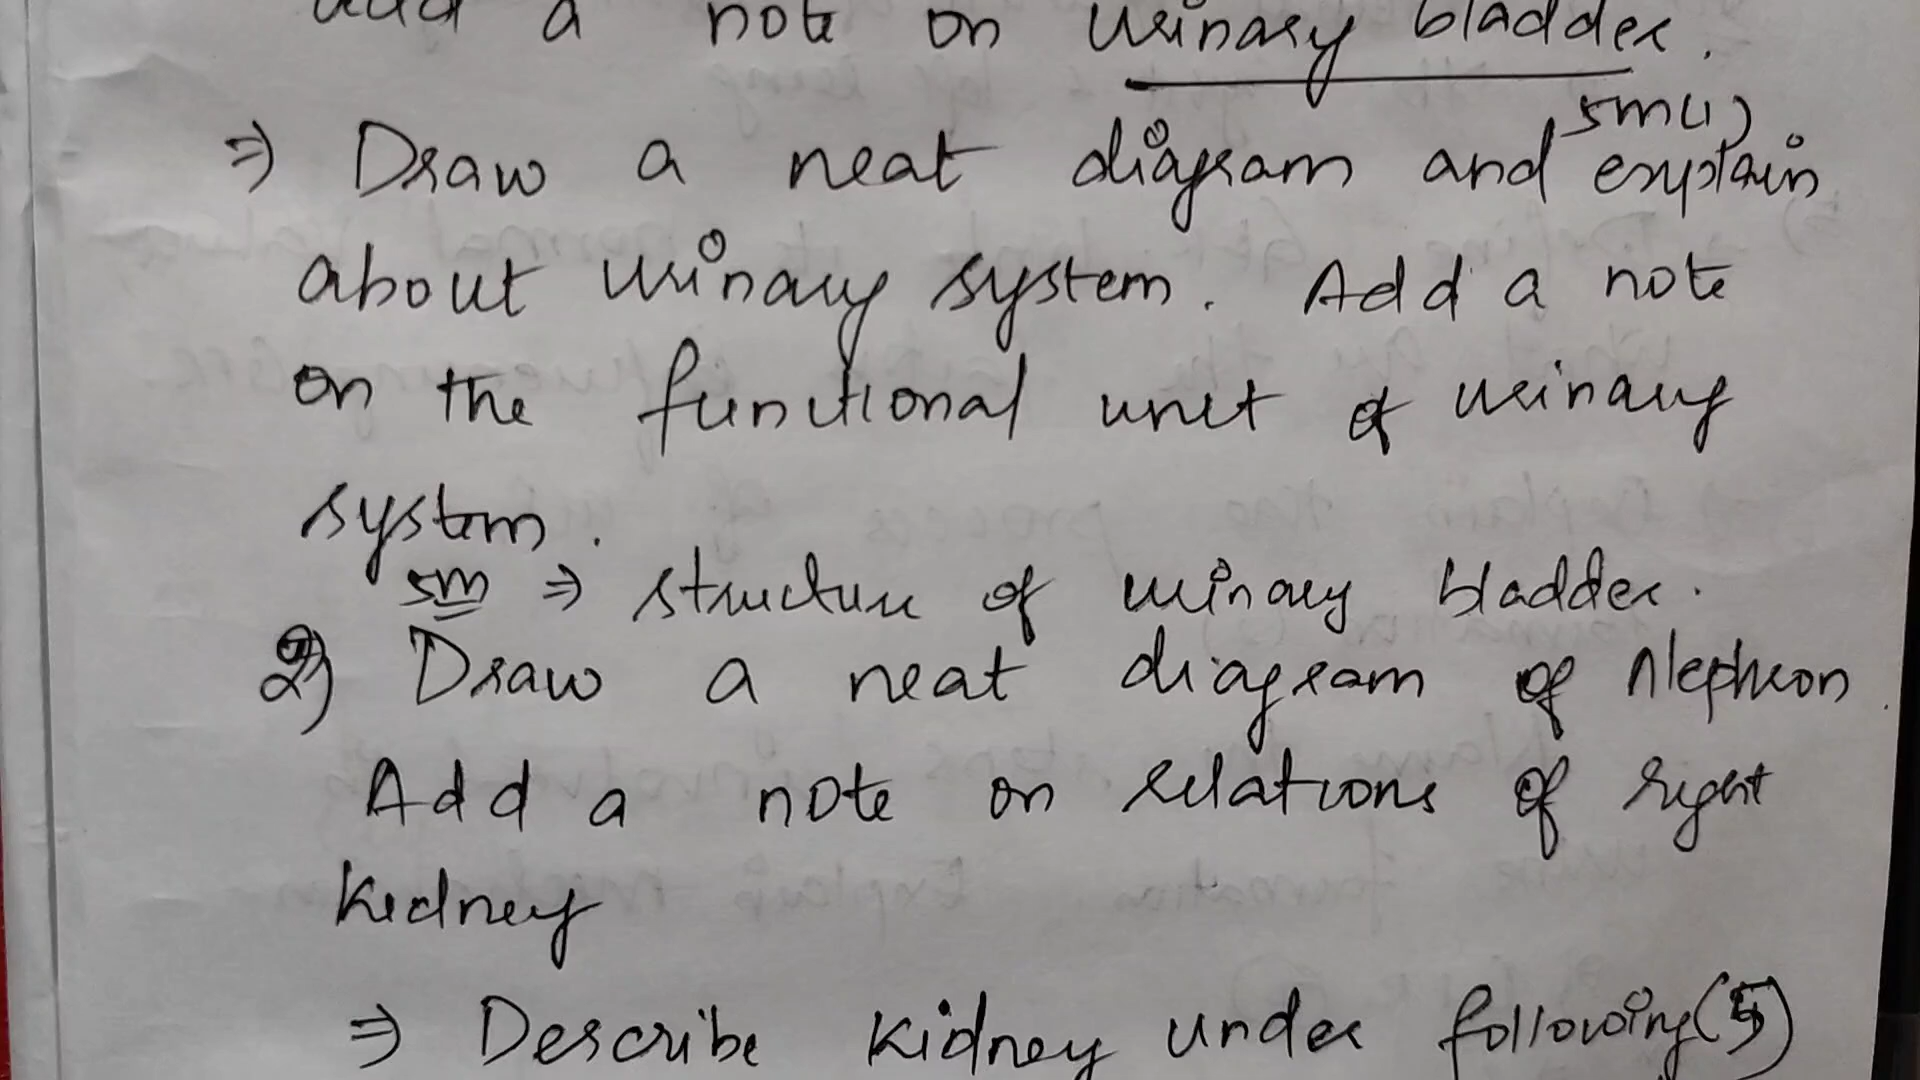 add a note on urinary bladder.
5m(1)
⇒ Draw a neat diagram and explain
about urinary system. Add a note
on the functional unit of urinary
system.
5m ⇒ structure of urinary bladder.
2) Draw a neat diagram of Nephron.
Add a note on relations of right
kidney
⇒ Describe kidney under following (5)